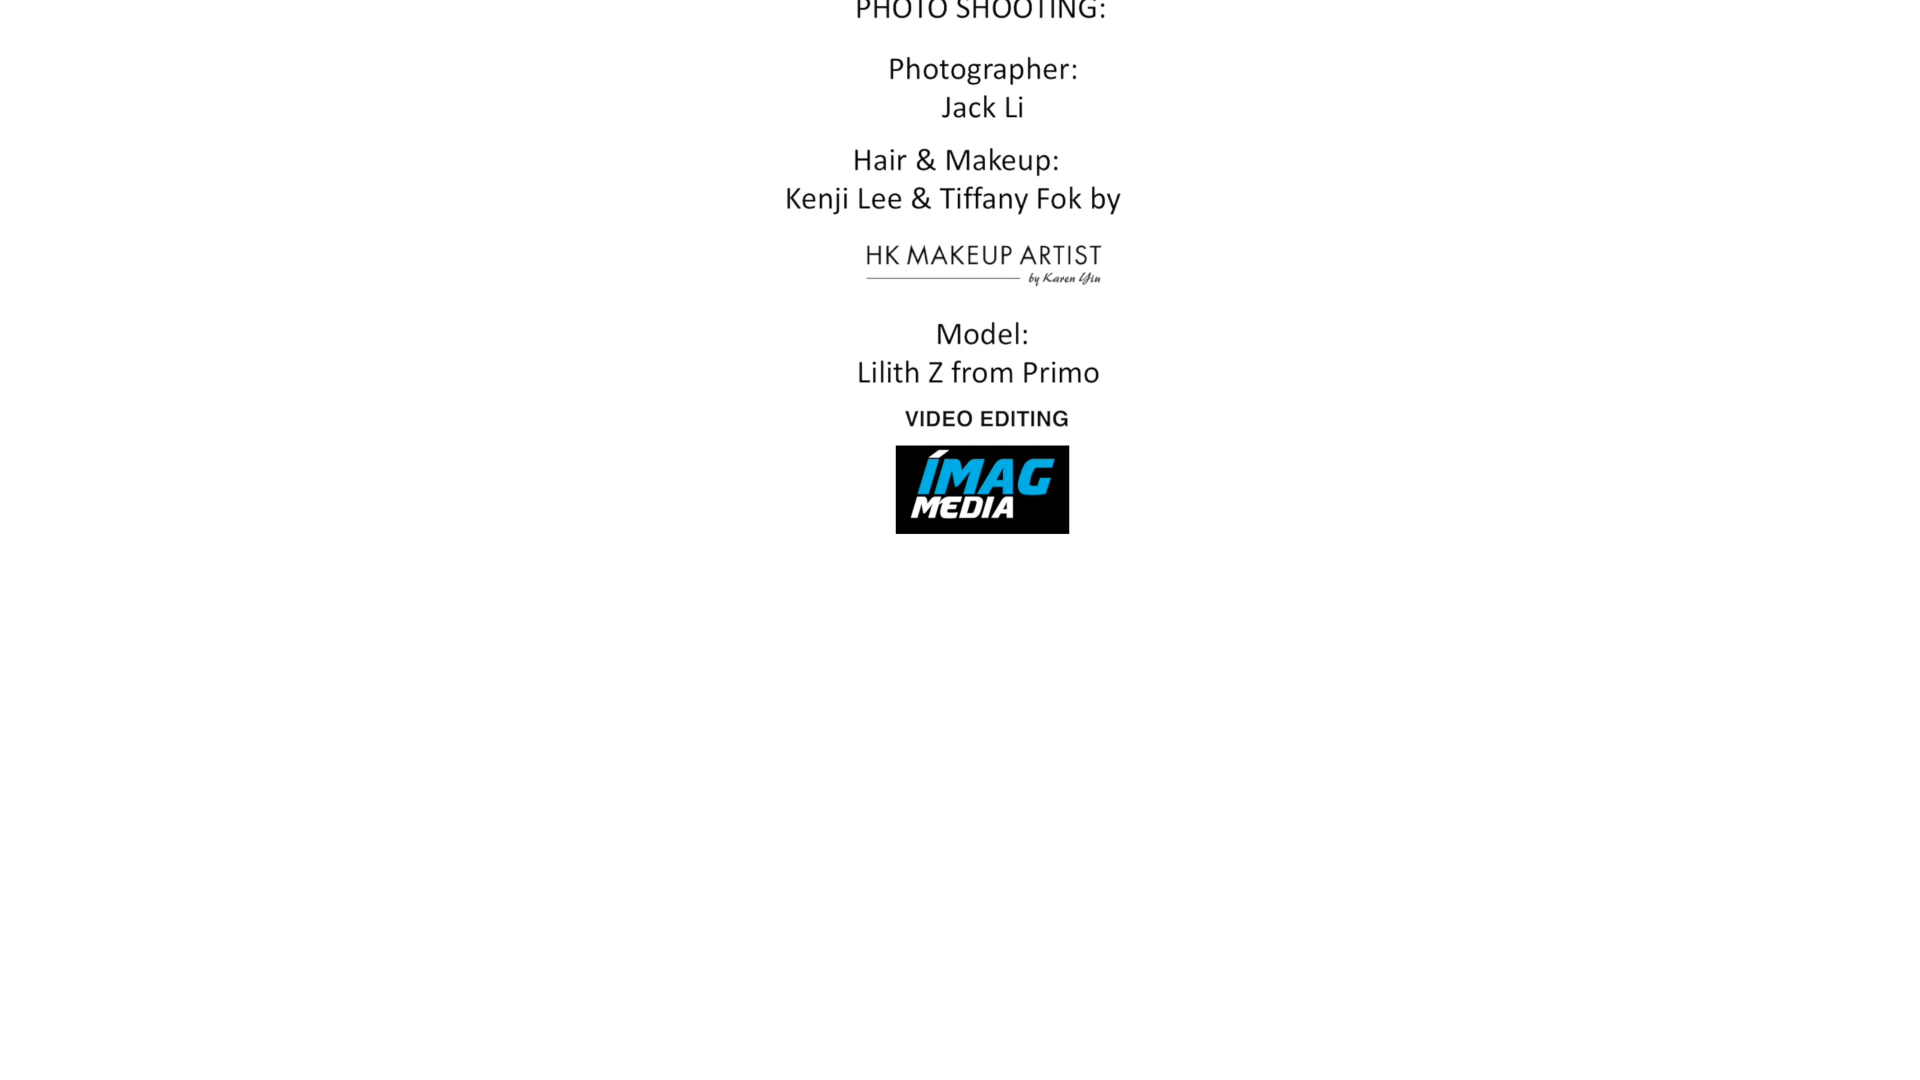 PHOTO SHOOTING:
Photographer:
Jack Li
Hair & Makeup:
Kenji Lee & Tiffany Fok by
HK MAKEUP ARTIST
by Karen Yiu
Model:
Lilith Z from Primo
VIDEO EDITING
ÍMAG
MEDIA